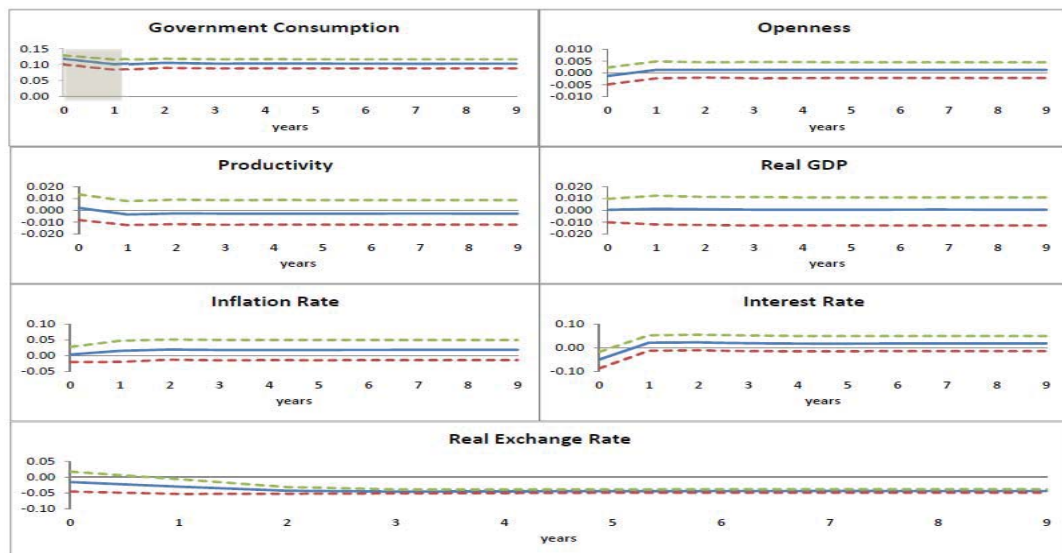 Government Consumption
0.15
0.10
0.05
0.00
0 1 2 3 4 5 6 7 8 9
years
Openness
0.010
0.005
0.000
-0.005
-0.010
0 1 2 3 4 5 6 7 8 9
years
Productivity
0.020
0.010
0.000
-0.010
-0.020
0 1 2 3 4 5 6 7 8 9
years
Real GDP
0.020
0.010
0.000
-0.010
-0.020
0 1 2 3 4 5 6 7 8 9
years
Inflation Rate
0.10
0.05
0.00
-0.05
0 1 2 3 4 5 6 7 8 9
years
Interest Rate
0.10
0.00
-0.10
0 1 2 3 4 5 6 7 8 9
years
Real Exchange Rate
0.05
0.00
-0.05
-0.10
0 1 2 3 4 5 6 7 8 9
years